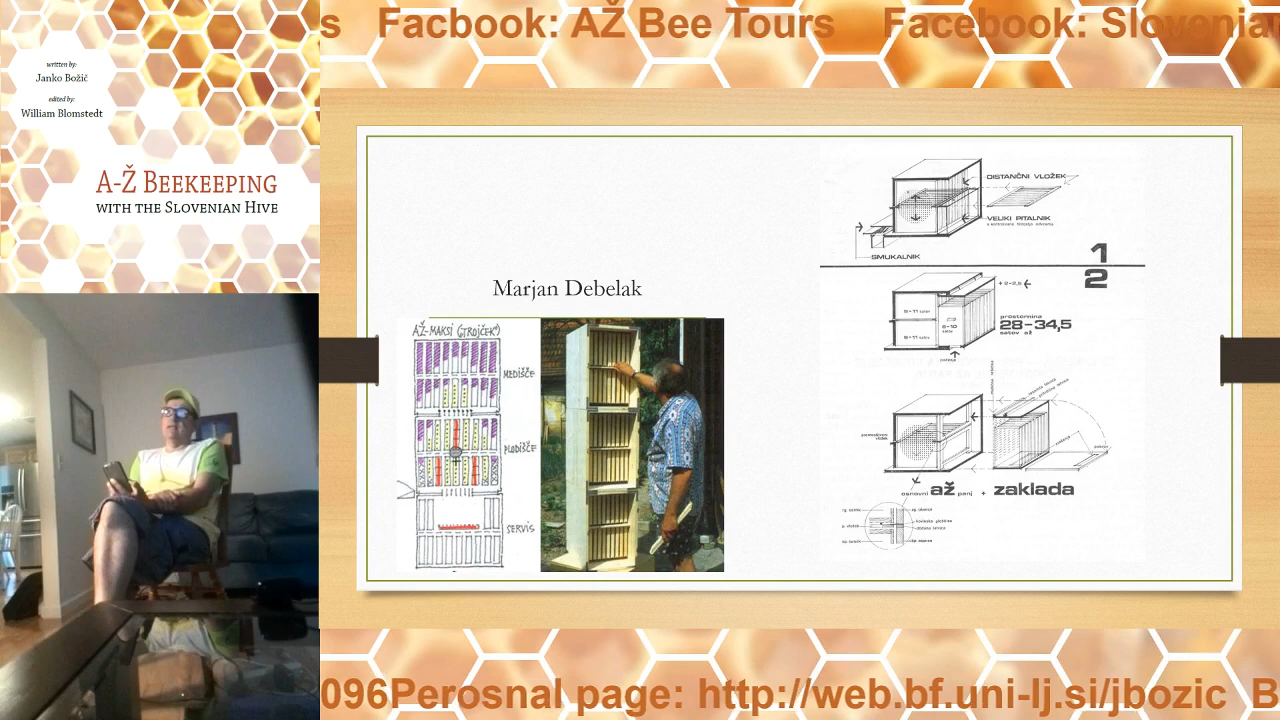 s Facbook: AŽ Bee Tours Facebook: Slovenia
written by:
Janko Božič
edited by:
William Blomstedt
A-Ž Beekeeping
with the Slovenian Hive
Marjan Debelak
AŽ-MAKSI (TROJČEK)
MEDIŠČE
PLODIŠČE
SERVIS
DISTANČNI VLOŽEK
VELIKI PITALNIK
SMUKALNIK
1
2
prostornina
28-34,5
satov až
osnovni až panj + zaklada
096Perosnal page: http://web.bf.uni-lj.si/jbozic B